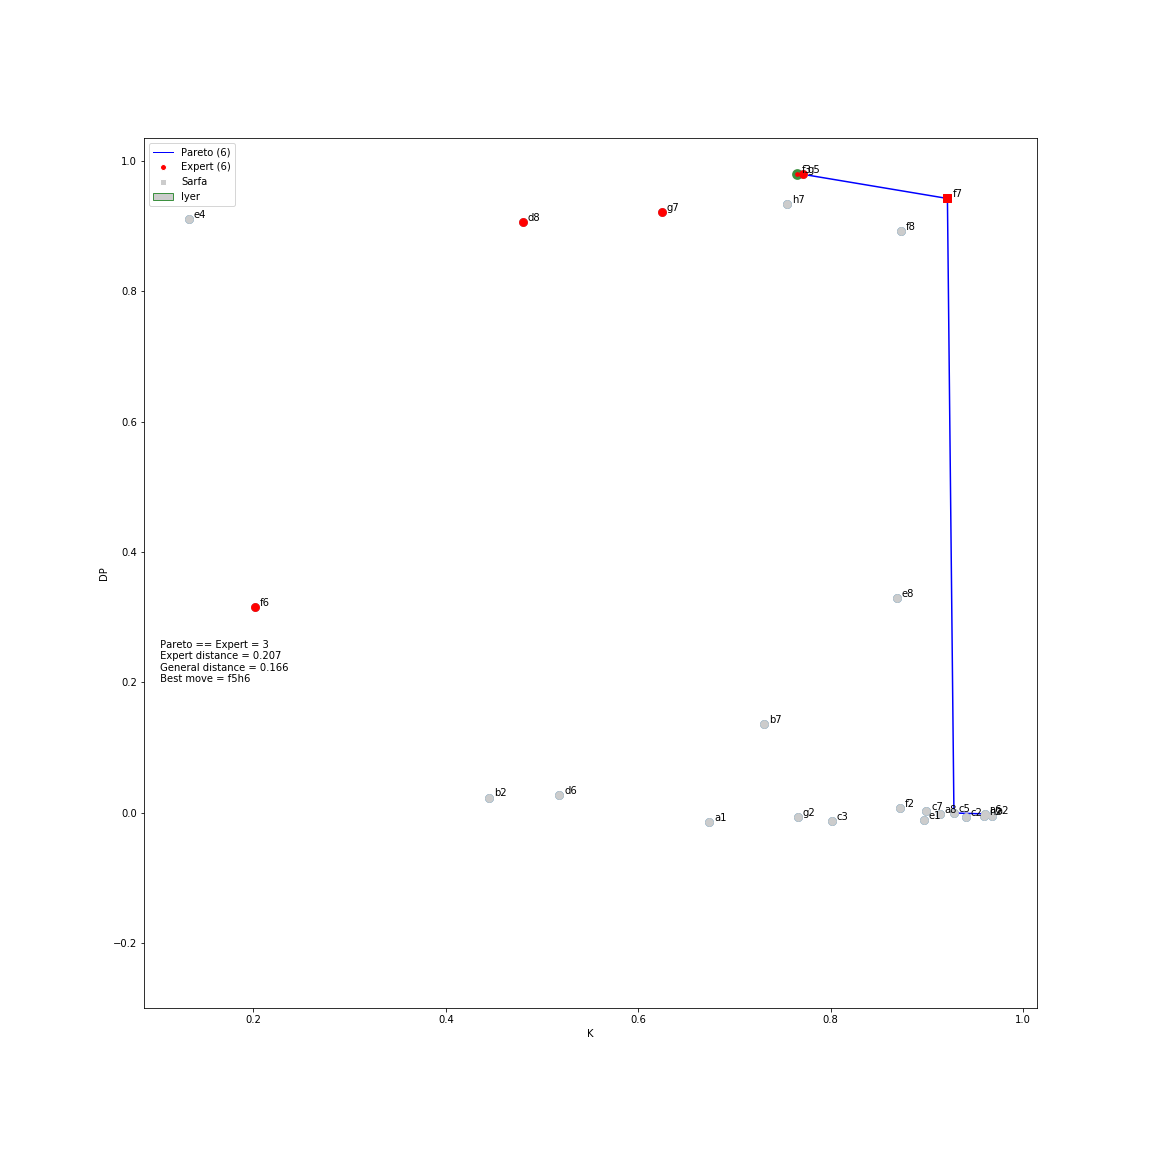 Pareto (6)
Expert (6)
Sarfa
Iyer
1.0
0.8
0.6
0.4
0.2
0.0
−0.2
DP
e4
d8
g7
g5
h7
f7
f8
f6
e8
Pareto == Expert = 3
Expert distance = 0.207
General distance = 0.166
Best move = f5h6
b7
b2
d6
a1
g2
c3
f2
c7
e1
a8
c5
c2
0.2
0.4
0.6
0.8
1.0
K